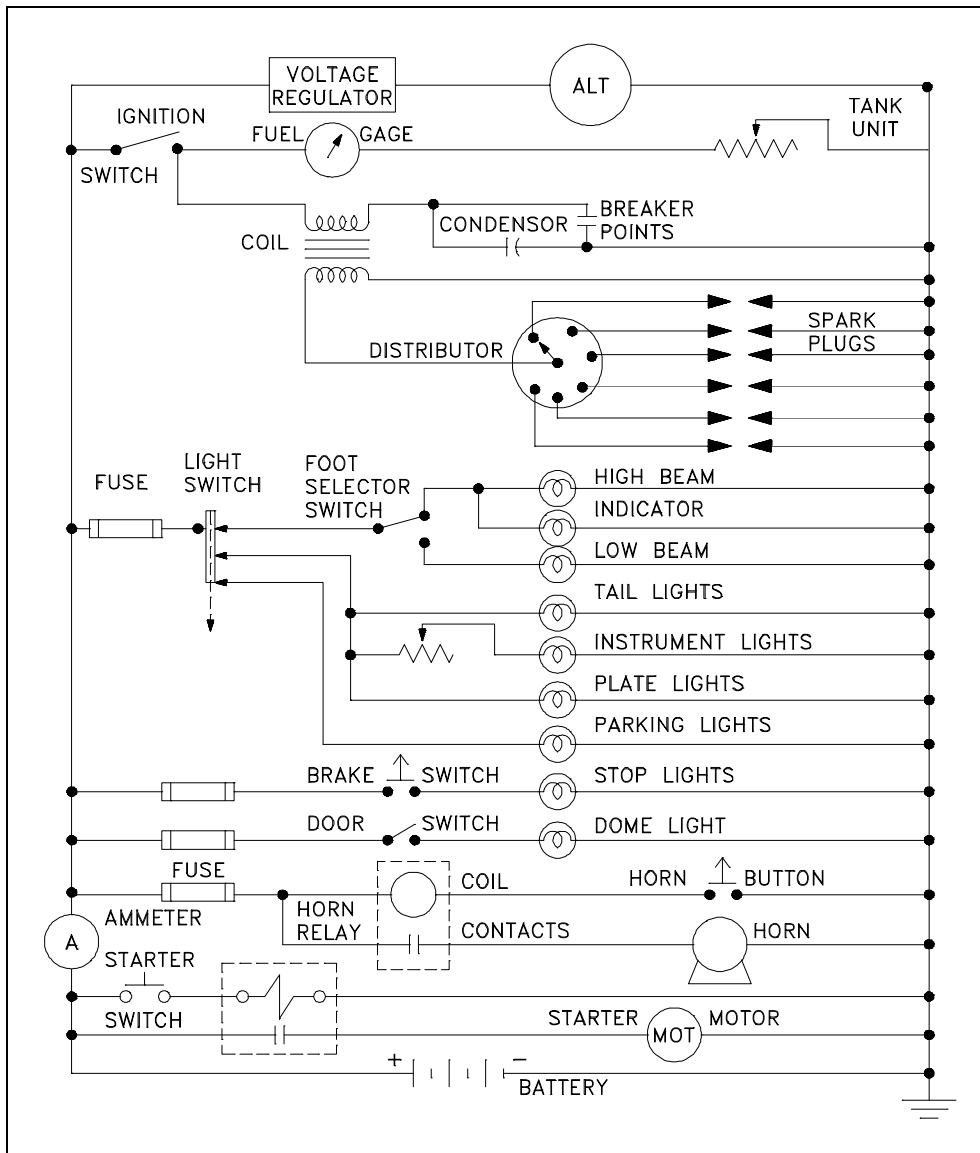 VOLTAGE
REGULATOR
ALT
IGNITION
SWITCH
FUEL GAGE
TANK
UNIT
COIL
CONDENSOR
BREAKER
POINTS
DISTRIBUTOR
SPARK
PLUGS
FUSE
LIGHT
SWITCH
FOOT
SELECTOR
SWITCH
HIGH BEAM
INDICATOR
LOW BEAM
TAIL LIGHTS
INSTRUMENT LIGHTS
PLATE LIGHTS
PARKING LIGHTS
BRAKE SWITCH
STOP LIGHTS
DOOR SWITCH
DOME LIGHT
FUSE
COIL
HORN BUTTON
AMMETER
A
HORN
RELAY
CONTACTS
HORN
STARTER
SWITCH
STARTER MOTOR
MOT
+ −
BATTERY